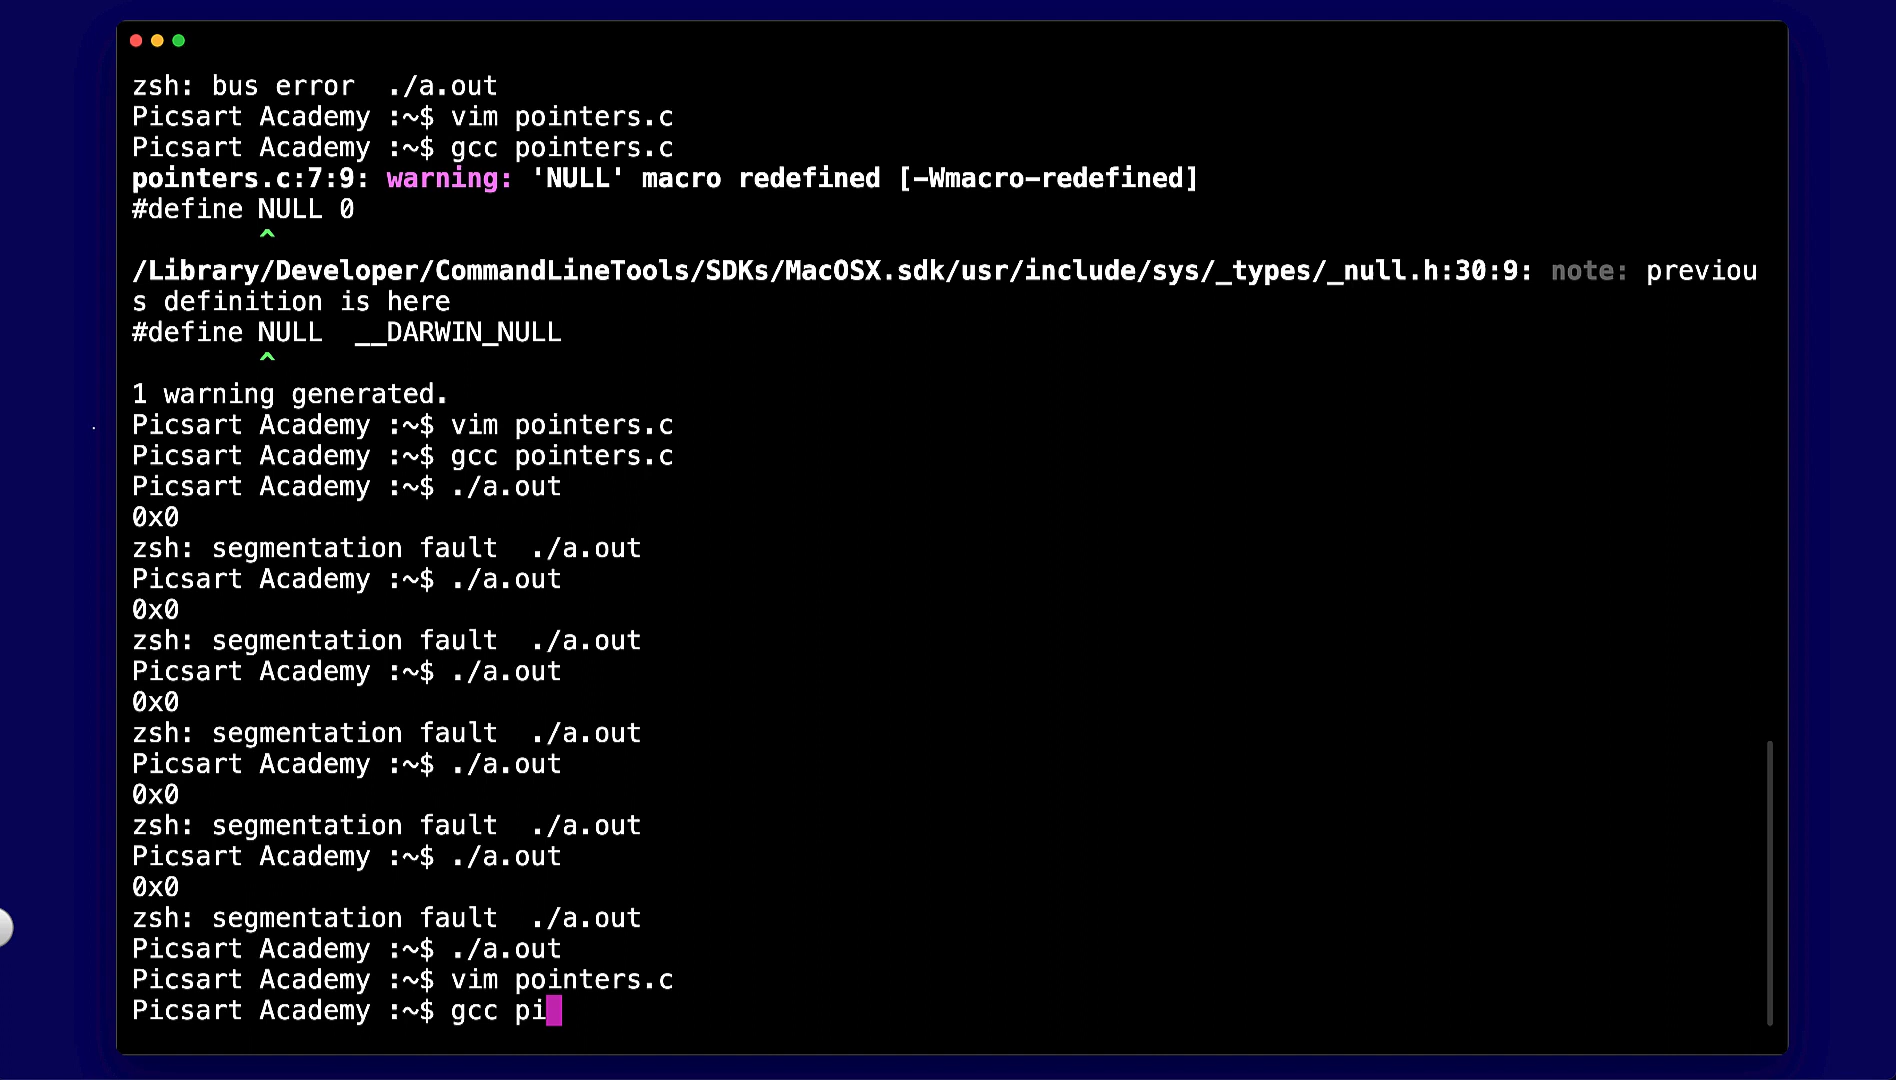 zsh: bus error  ./a.out
Picsart Academy :~$ vim pointers.c
Picsart Academy :~$ gcc pointers.c
pointers.c:7:9: warning: 'NULL' macro redefined [-Wmacro-redefined]
#define NULL 0
        ^
/Library/Developer/CommandLineTools/SDKs/MacOSX.sdk/usr/include/sys/_types/_null.h:30:9: note: previou
s definition is here
#define NULL  __DARWIN_NULL
        ^
1 warning generated.
Picsart Academy :~$ vim pointers.c
Picsart Academy :~$ gcc pointers.c
Picsart Academy :~$ ./a.out
0x0
zsh: segmentation fault  ./a.out
Picsart Academy :~$ ./a.out
0x0
zsh: segmentation fault  ./a.out
Picsart Academy :~$ ./a.out
0x0
zsh: segmentation fault  ./a.out
Picsart Academy :~$ ./a.out
0x0
zsh: segmentation fault  ./a.out
Picsart Academy :~$ ./a.out
0x0
zsh: segmentation fault  ./a.out
Picsart Academy :~$ ./a.out
Picsart Academy :~$ vim pointers.c
Picsart Academy :~$ gcc pi